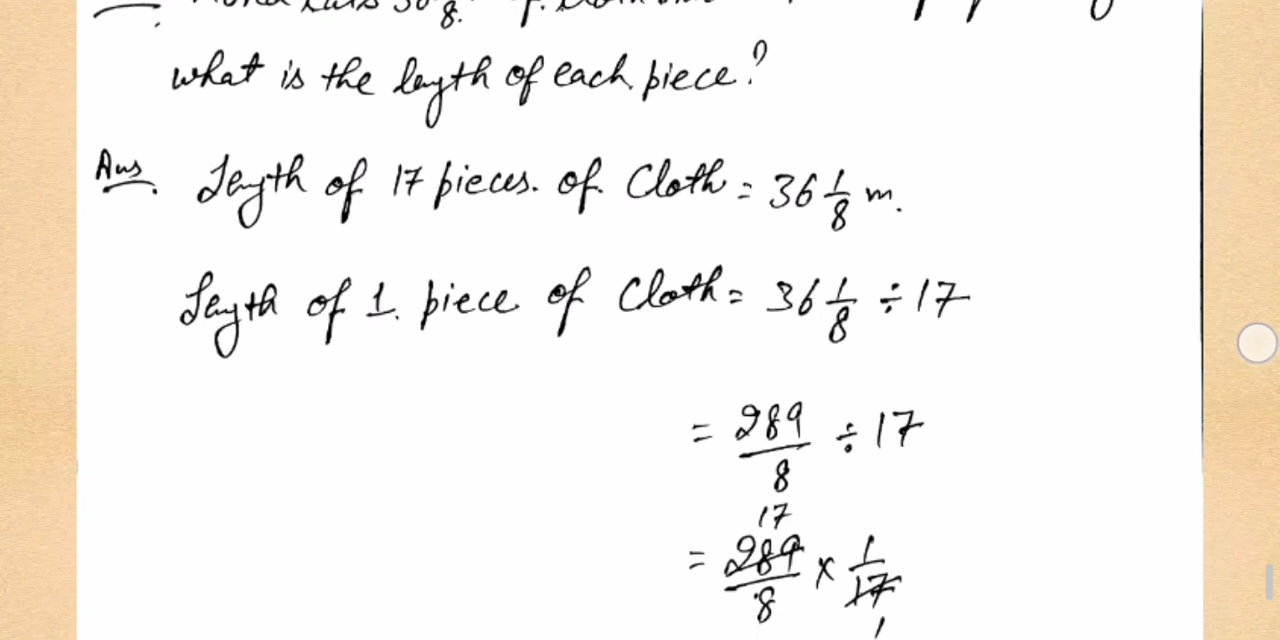 what is the length of each piece?
Ans. Length of 17 pieces. of. Cloth = 36 1/8 m.
Length of 1. piece of Cloth = 36 1/8 ÷ 17
= 289/8 ÷ 17
17
= 289/8 × 1/17
1